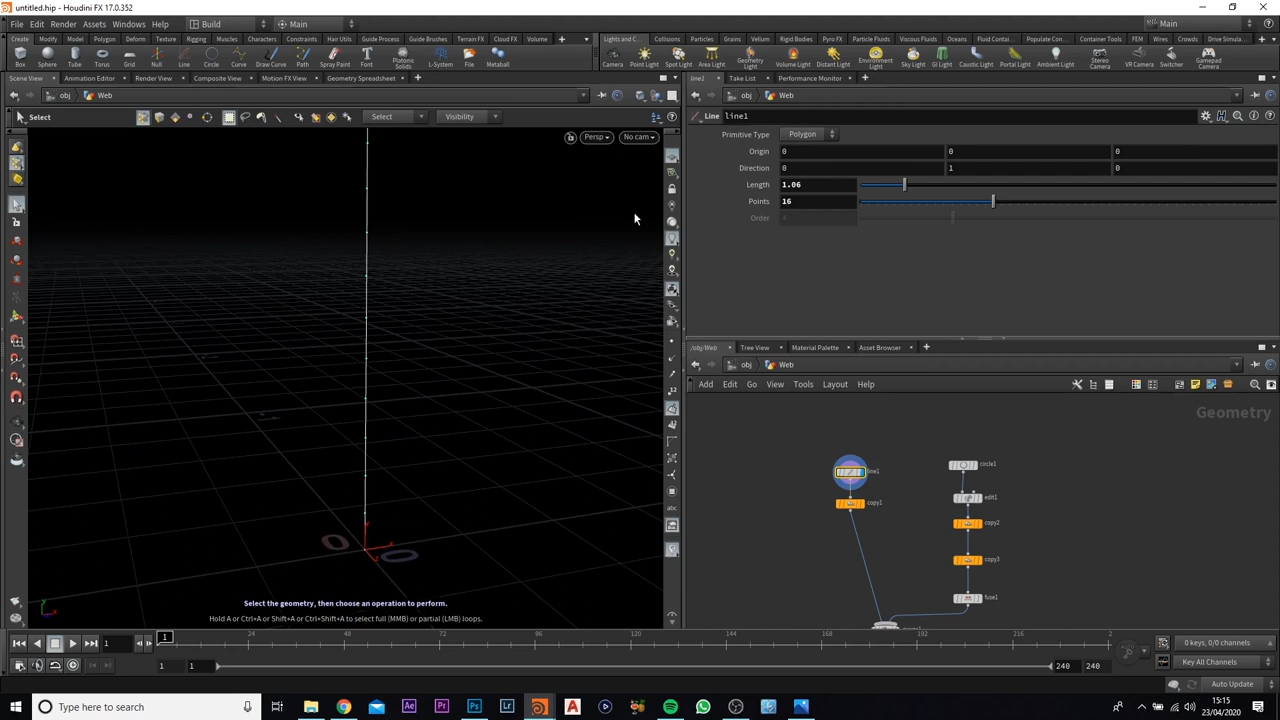 untitled.hip - Houdini FX 17.0.352
File Edit Render Assets Windows Help Build Main Main
Create Modify Model Polygon Deform Texture Rigging Muscles Characters Constraints Hair Utils Guide Process Guide Brushes Terrain FX Cloud FX Volume
Lights and C... Collisions Particles Grains Vellum Rigid Bodies Particle Fluids Viscous Fluids Oceans Fluid Contai... Populate Con... Container Tools Pyro FX FEM Wires Crowds Drive Simula...
Box Sphere Tube Torus Grid Null Line Circle Curve Draw Curve Path Spray Paint Font Platonic Solids L-System File Metaball
Camera Point Light Spot Light Area Light Geometry Light Volume Light Distant Light Environment Light Sky Light GI Light Caustic Light Portal Light Ambient Light Stereo Camera VR Camera Switcher Gamepad Camera
Scene View Animation Editor Render View Composite View Motion FX View Geometry Spreadsheet
line1 Take List Performance Monitor
obj Web
obj Web
Select Select Visibility
Line line1
Persp No cam
Primitive Type Polygon
Origin 0 0 0
Direction 0 1 0
Length 1.06
Points 16
Order 4
/obj/Web Tree View Material Palette Asset Browser
obj Web
Add Edit Go View Tools Layout Help
Geometry
line1
copy1
circle1
edit1
copy2
copy3
fuse1
abc
Select the geometry, then choose an operation to perform.
Hold A or Ctrl+A or Shift+A or Ctrl+Shift+A to select full (MMB) or partial (LMB) loops.
1 1 24 48 72 96 120 144 168 192 216 2
0 keys, 0/0 channels
1 1 240 240
Key All Channels
Auto Update
Type here to search
15:15
23/04/2020